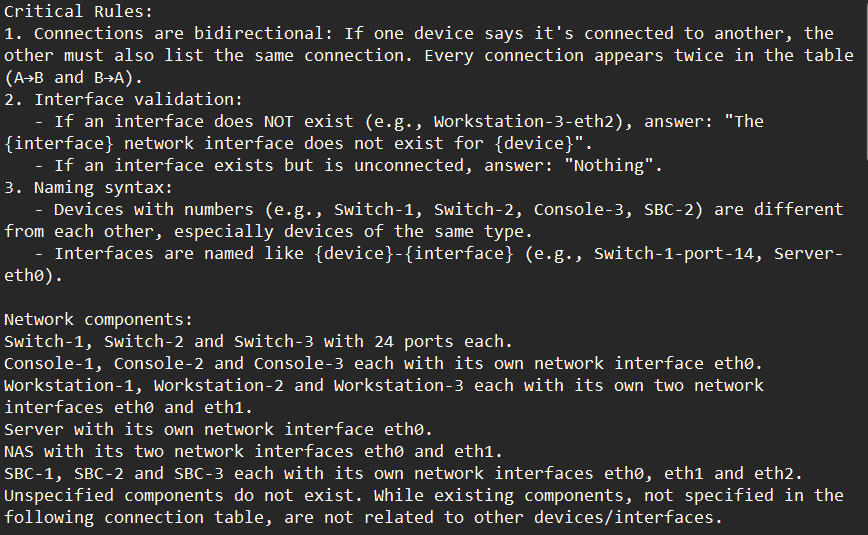 Critical Rules:
1. Connections are bidirectional: If one device says it's connected to another, the
other must also list the same connection. Every connection appears twice in the table
(A→B and B→A).
2. Interface validation:
   - If an interface does NOT exist (e.g., Workstation-3-eth2), answer: "The
{interface} network interface does not exist for {device}".
   - If an interface exists but is unconnected, answer: "Nothing".
3. Naming syntax:
   - Devices with numbers (e.g., Switch-1, Switch-2, Console-3, SBC-2) are different
from each other, especially devices of the same type.
   - Interfaces are named like {device}-{interface} (e.g., Switch-1-port-14, Server-
eth0).

Network components:
Switch-1, Switch-2 and Switch-3 with 24 ports each.
Console-1, Console-2 and Console-3 each with its own network interface eth0.
Workstation-1, Workstation-2 and Workstation-3 each with its own two network
interfaces eth0 and eth1.
Server with its own network interface eth0.
NAS with its two network interfaces eth0 and eth1.
SBC-1, SBC-2 and SBC-3 each with its own network interfaces eth0, eth1 and eth2.
Unspecified components do not exist. While existing components, not specified in the
following connection table, are not related to other devices/interfaces.